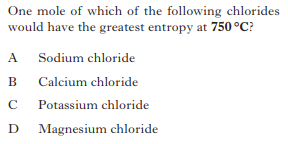 One mole of which of the following chlorides
would have the greatest entropy at 750 °C?
A Sodium chloride
B Calcium chloride
C Potassium chloride
D Magnesium chloride